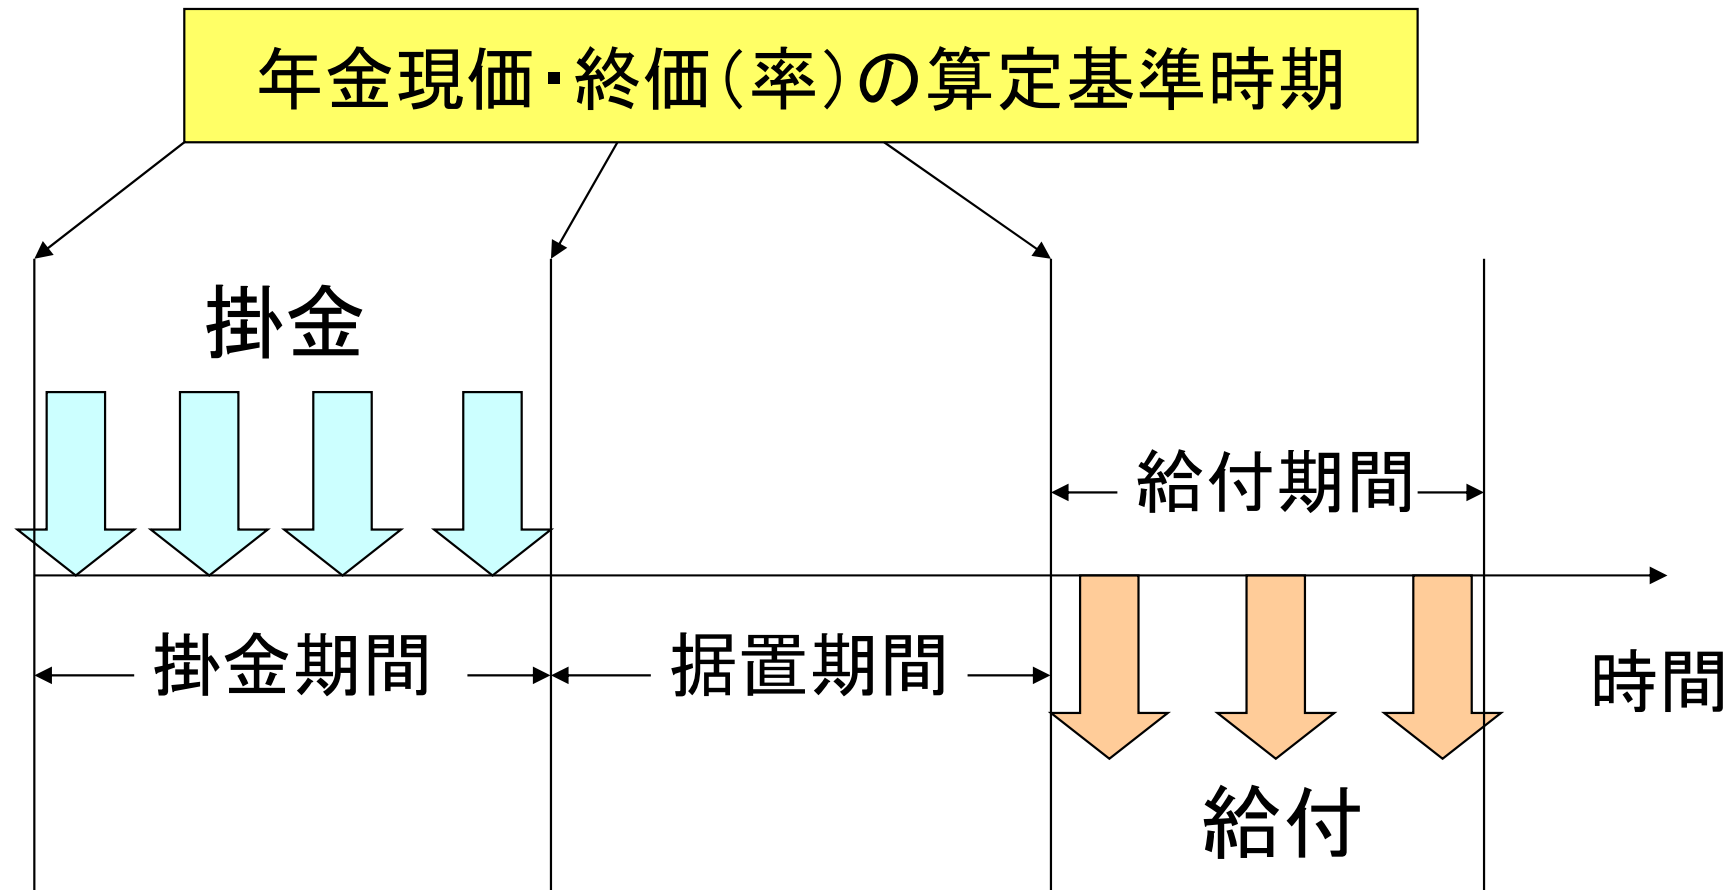 年金現価・終価(率)の算定基準時期
掛金
給付期間
掛金期間
据置期間
時間
給付